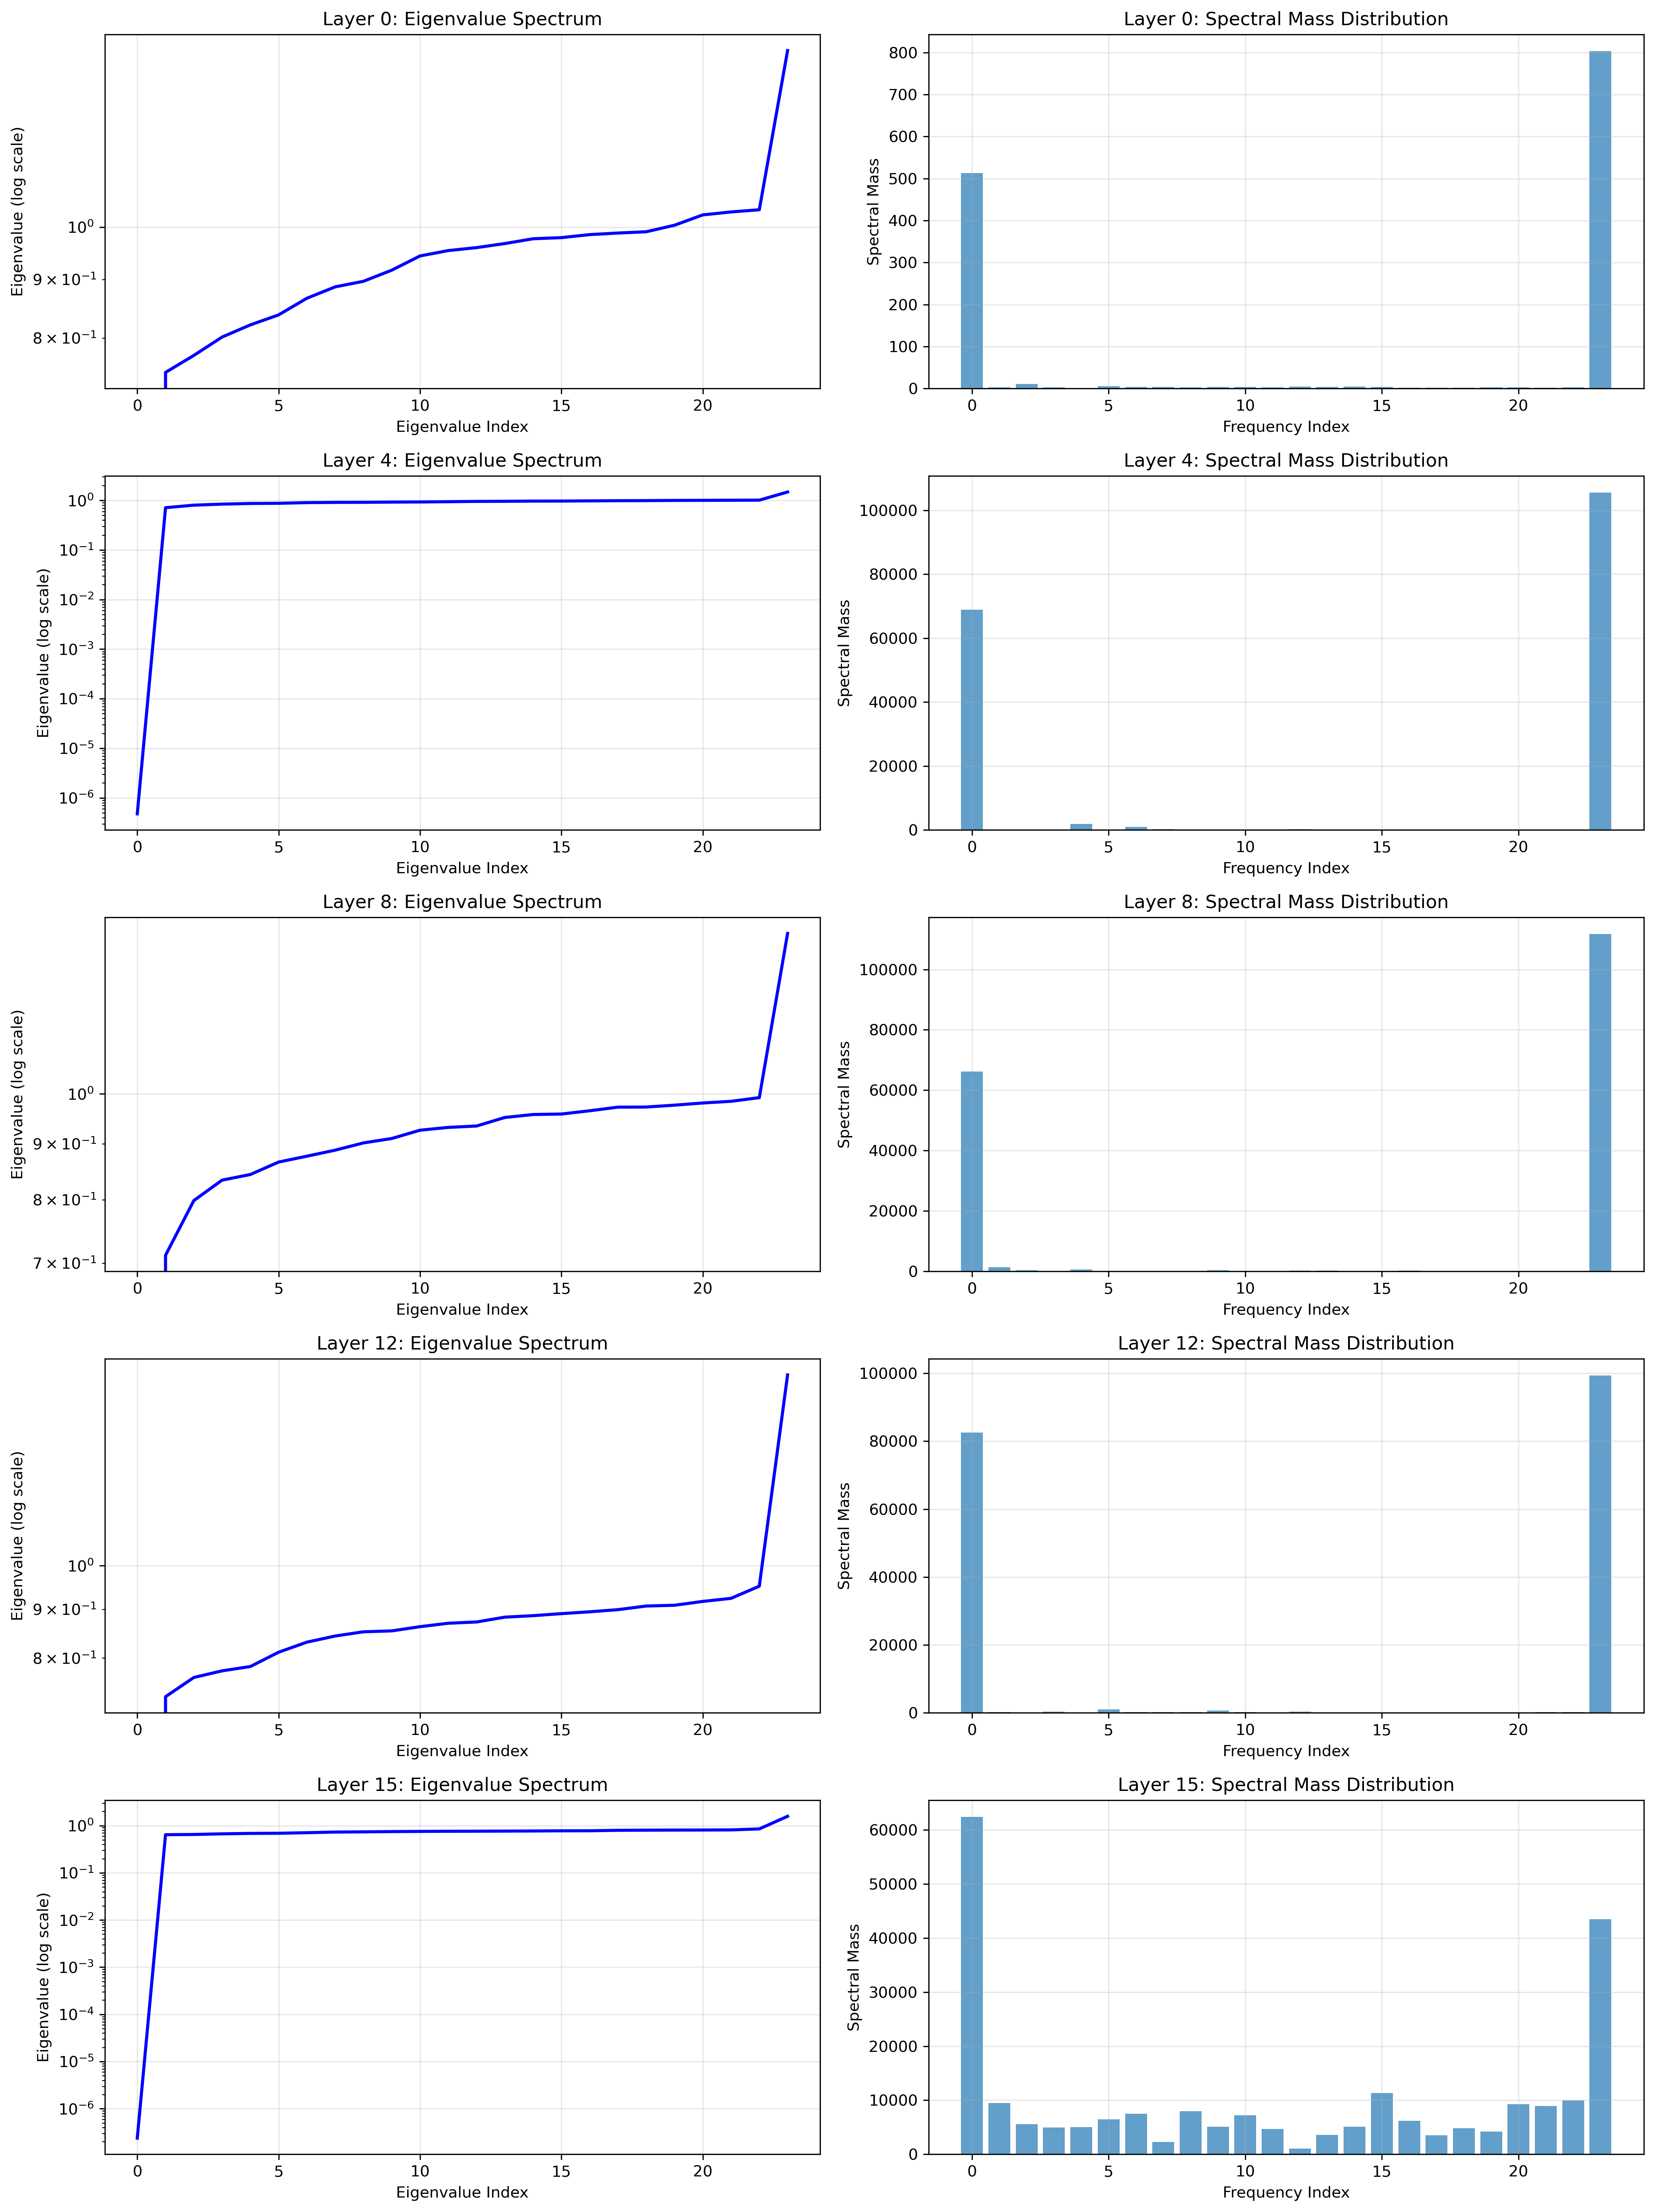 Layer 0: Eigenvalue Spectrum
Eigenvalue (log scale)
10⁰
9 × 10⁻¹
8 × 10⁻¹
0 5 10 15 20
Eigenvalue Index
Layer 0: Spectral Mass Distribution
Spectral Mass
800
700
600
500
400
300
200
100
0
0 5 10 15 20
Frequency Index
Layer 4: Eigenvalue Spectrum
Eigenvalue (log scale)
10⁰
10⁻¹
10⁻²
10⁻³
10⁻⁴
10⁻⁵
10⁻⁶
0 5 10 15 20
Eigenvalue Index
Layer 4: Spectral Mass Distribution
Spectral Mass
100000
80000
60000
40000
20000
0
0 5 10 15 20
Frequency Index
Layer 8: Eigenvalue Spectrum
Eigenvalue (log scale)
10⁰
9 × 10⁻¹
8 × 10⁻¹
7 × 10⁻¹
0 5 10 15 20
Eigenvalue Index
Layer 8: Spectral Mass Distribution
Spectral Mass
100000
80000
60000
40000
20000
0
0 5 10 15 20
Frequency Index
Layer 12: Eigenvalue Spectrum
Eigenvalue (log scale)
10⁰
9 × 10⁻¹
8 × 10⁻¹
0 5 10 15 20
Eigenvalue Index
Layer 12: Spectral Mass Distribution
Spectral Mass
100000
80000
60000
40000
20000
0
0 5 10 15 20
Frequency Index
Layer 15: Eigenvalue Spectrum
Eigenvalue (log scale)
10⁰
10⁻¹
10⁻²
10⁻³
10⁻⁴
10⁻⁵
10⁻⁶
0 5 10 15 20
Eigenvalue Index
Layer 15: Spectral Mass Distribution
Spectral Mass
60000
50000
40000
30000
20000
10000
0
0 5 10 15 20
Frequency Index